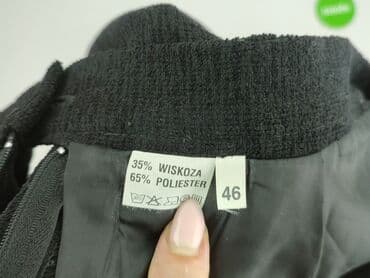 35% WISKOZA
65% POLIESTER
46